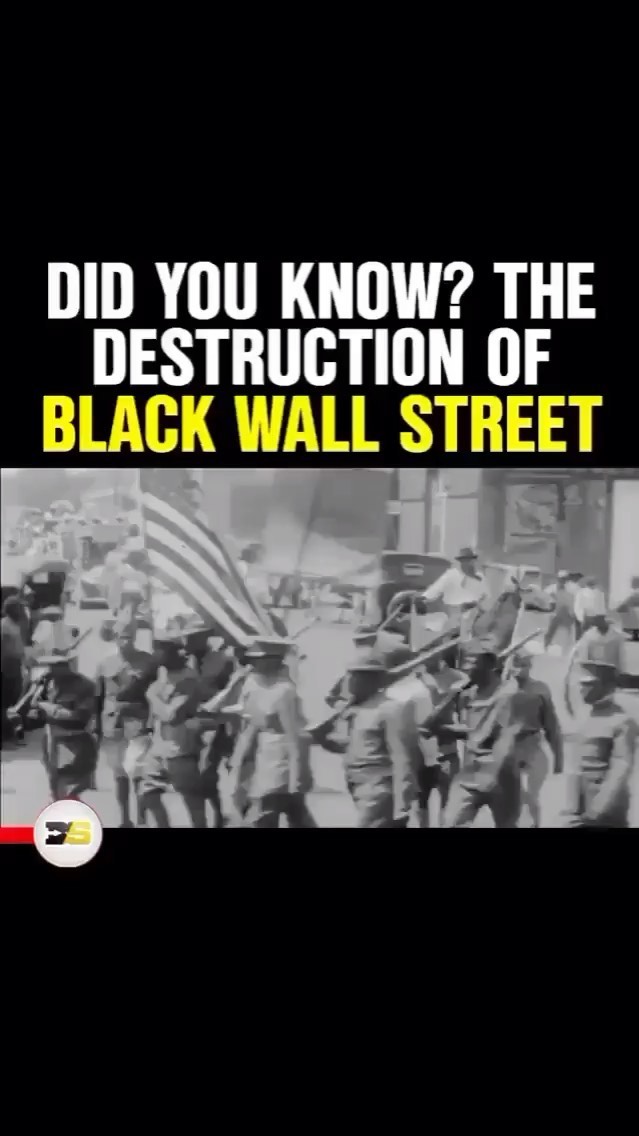 DID YOU KNOW? THE
DESTRUCTION OF
BLACK WALL STREET